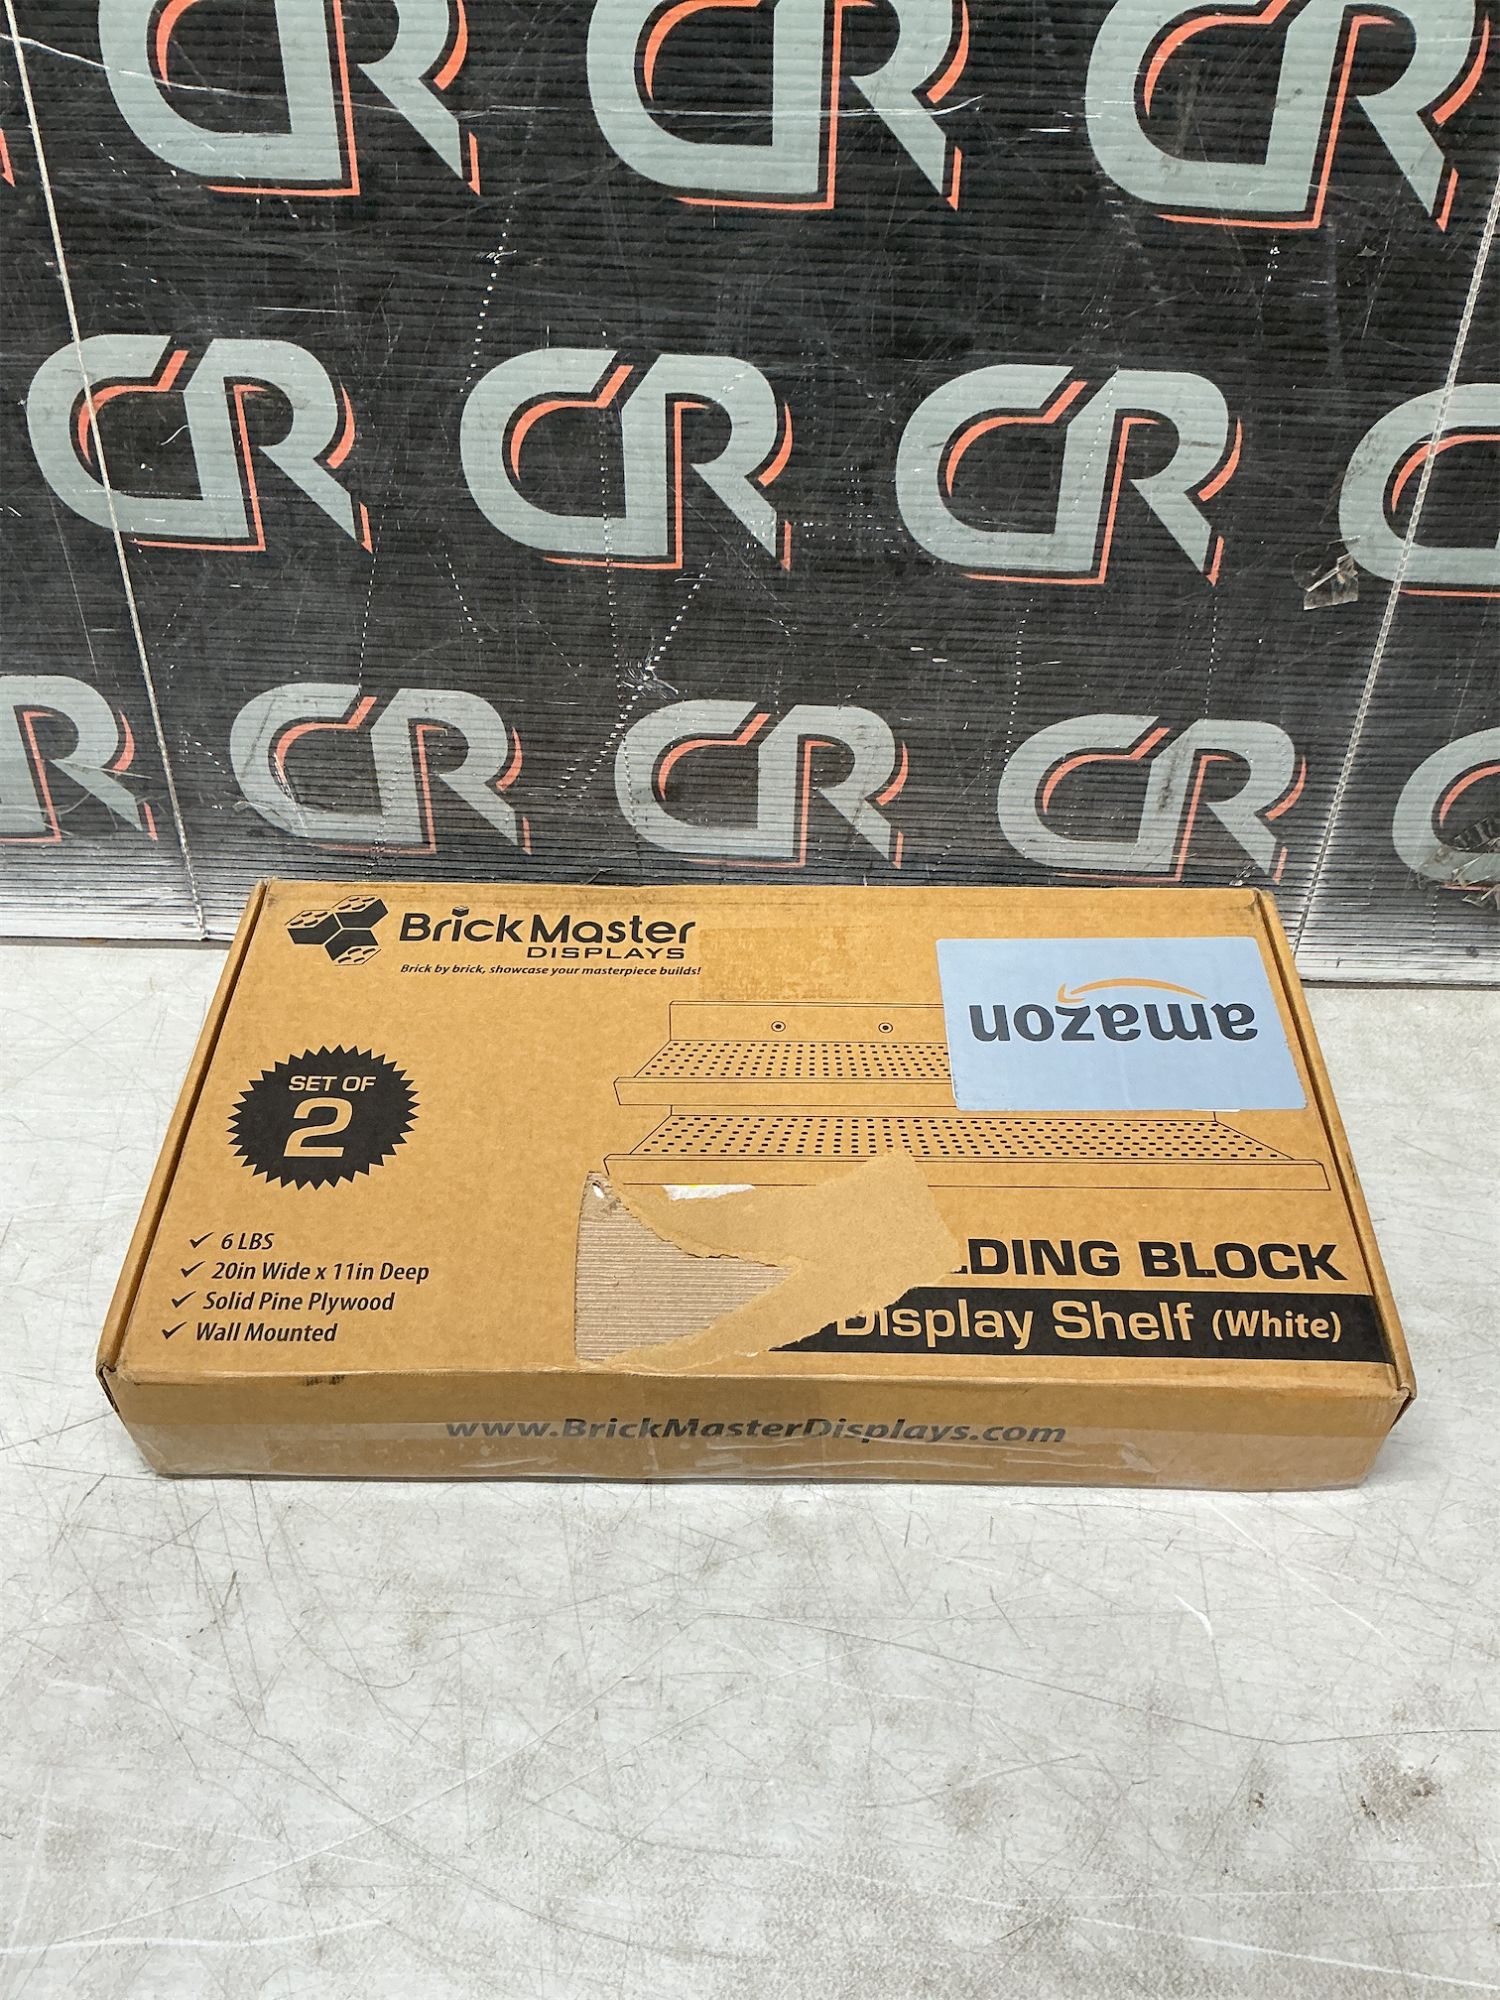 CR CR CR
CR CR CR CR
R CR CR CR
BrickMaster
DISPLAYS
Brick by brick, showcase your masterpiece builds!
amazon
SET OF
2
✓ 6 LBS
✓ 20in Wide x 11in Deep
✓ Solid Pine Plywood
✓ Wall Mounted
LDING BLOCK
Display Shelf (White)
www.BrickMasterDisplays.com